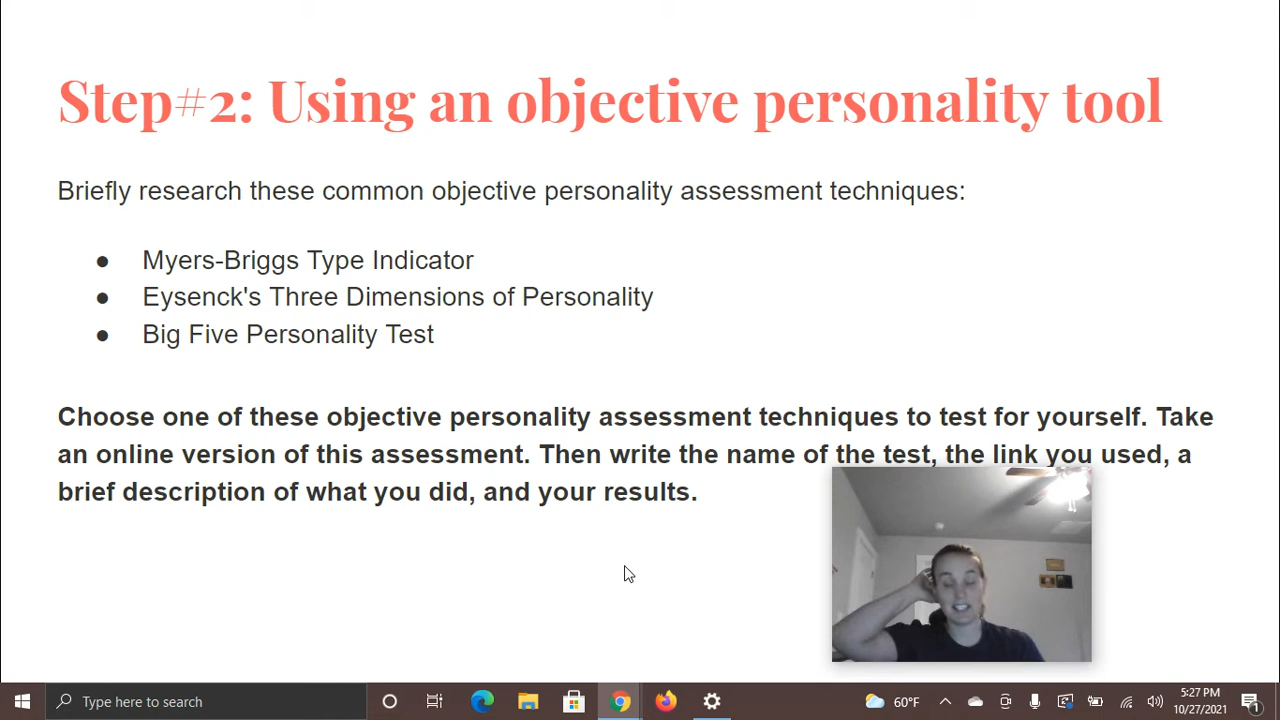 Step#2: Using an objective personality tool
Briefly research these common objective personality assessment techniques:
● Myers-Briggs Type Indicator
● Eysenck's Three Dimensions of Personality
● Big Five Personality Test
Choose one of these objective personality assessment techniques to test for yourself. Take
an online version of this assessment. Then write the name of the test, the link you used, a
brief description of what you did, and your results.
Type here to search
60°F
5:27 PM
10/27/2021
1